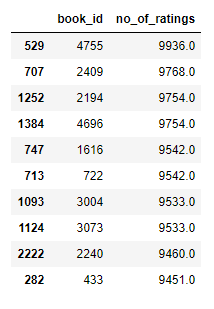 book_id no_of_ratings
529 4755 9936.0
707 2409 9768.0
1252 2194 9754.0
1384 4696 9754.0
747 1616 9542.0
713 722 9542.0
1093 3004 9533.0
1124 3073 9533.0
2222 2240 9460.0
282 433 9451.0